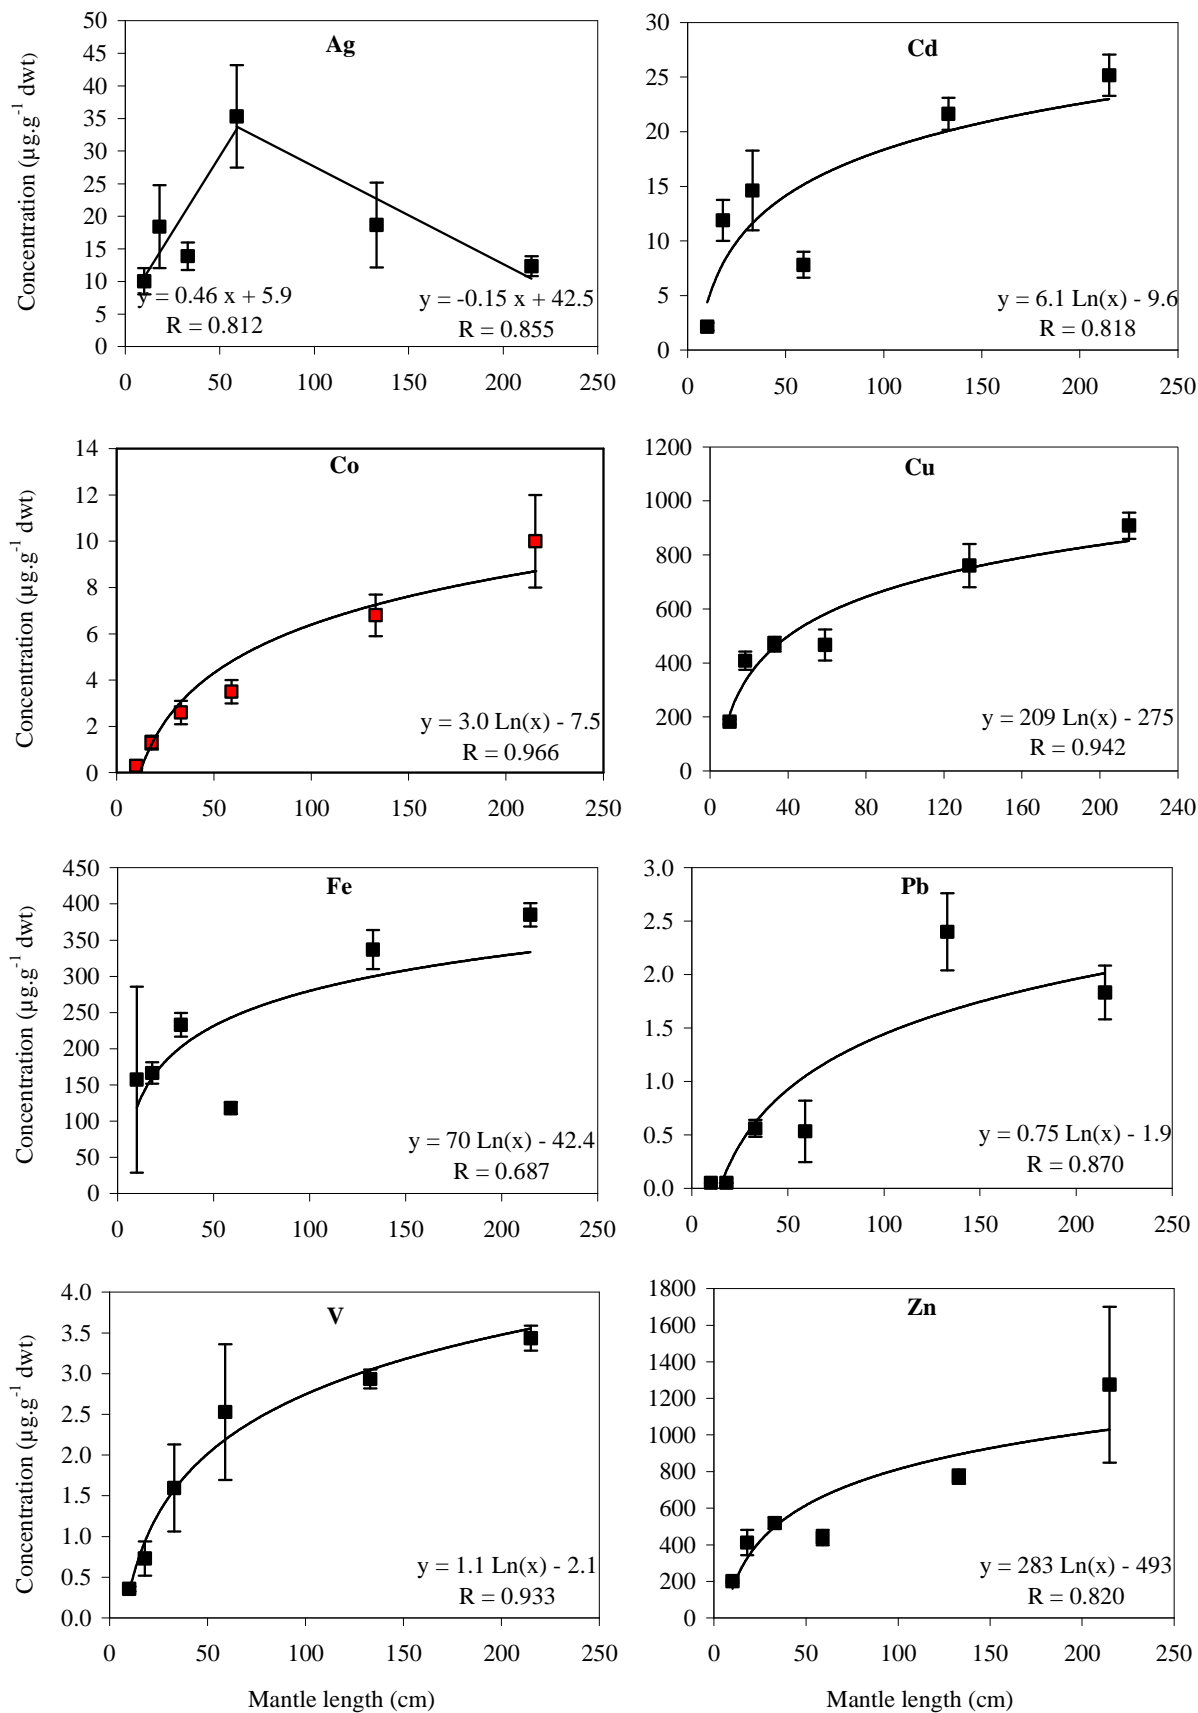 Ag
Concentration (µg.g-1 dwt)
50
45
40
35
30
25
20
15
10
5
0
y = 0.46 x + 5.9
R = 0.812
y = -0.15 x + 42.5
R = 0.855
0 50 100 150 200 250
Cd
30
25
20
15
10
5
0
y = 6.1 Ln(x) - 9.6
R = 0.818
0 50 100 150 200 250
Co
Concentration (µg.g-1 dwt)
14
12
10
8
6
4
2
0
y = 3.0 Ln(x) - 7.5
R = 0.966
0 50 100 150 200 250
Cu
1200
1000
800
600
400
200
0
y = 209 Ln(x) - 275
R = 0.942
0 40 80 120 160 200 240
Fe
Concentration (µg.g-1 dwt)
450
400
350
300
250
200
150
100
50
0
y = 70 Ln(x) - 42.4
R = 0.687
0 50 100 150 200 250
Pb
3.0
2.5
2.0
1.5
1.0
0.5
0.0
y = 0.75 Ln(x) - 1.9
R = 0.870
0 50 100 150 200 250
V
Concentration (µg.g-1 dwt)
4.0
3.5
3.0
2.5
2.0
1.5
1.0
0.5
0.0
y = 1.1 Ln(x) - 2.1
R = 0.933
0 50 100 150 200 250
Mantle length (cm)
Zn
1800
1600
1400
1200
1000
800
600
400
200
0
y = 283 Ln(x) - 493
R = 0.820
0 50 100 150 200 250
Mantle length (cm)